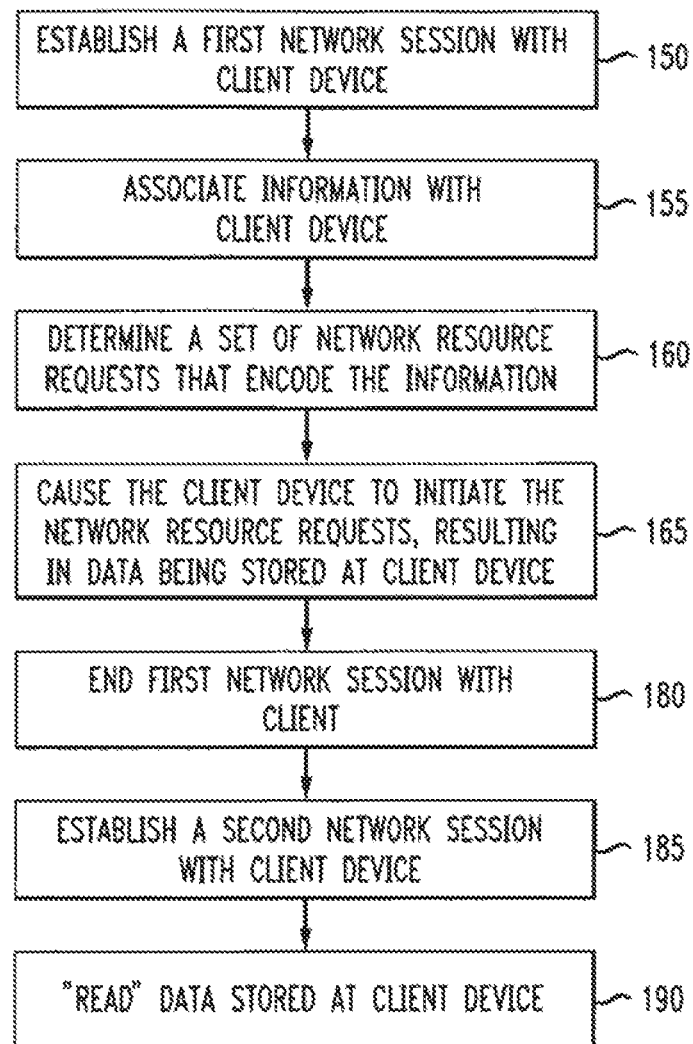 ESTABLISH A FIRST NETWORK SESSION WITH
CLIENT DEVICE
150
ASSOCIATE INFORMATION WITH
CLIENT DEVICE
155
DETERMINE A SET OF NETWORK RESOURCE
REQUESTS THAT ENCODE THE INFORMATION
160
CAUSE THE CLIENT DEVICE TO INITIATE THE
NETWORK RESOURCE REQUESTS, RESULTING
IN DATA BEING STORED AT CLIENT DEVICE
165
END FIRST NETWORK SESSION WITH
CLIENT
180
ESTABLISH A SECOND NETWORK SESSION
WITH CLIENT DEVICE
185
"READ" DATA STORED AT CLIENT DEVICE
190